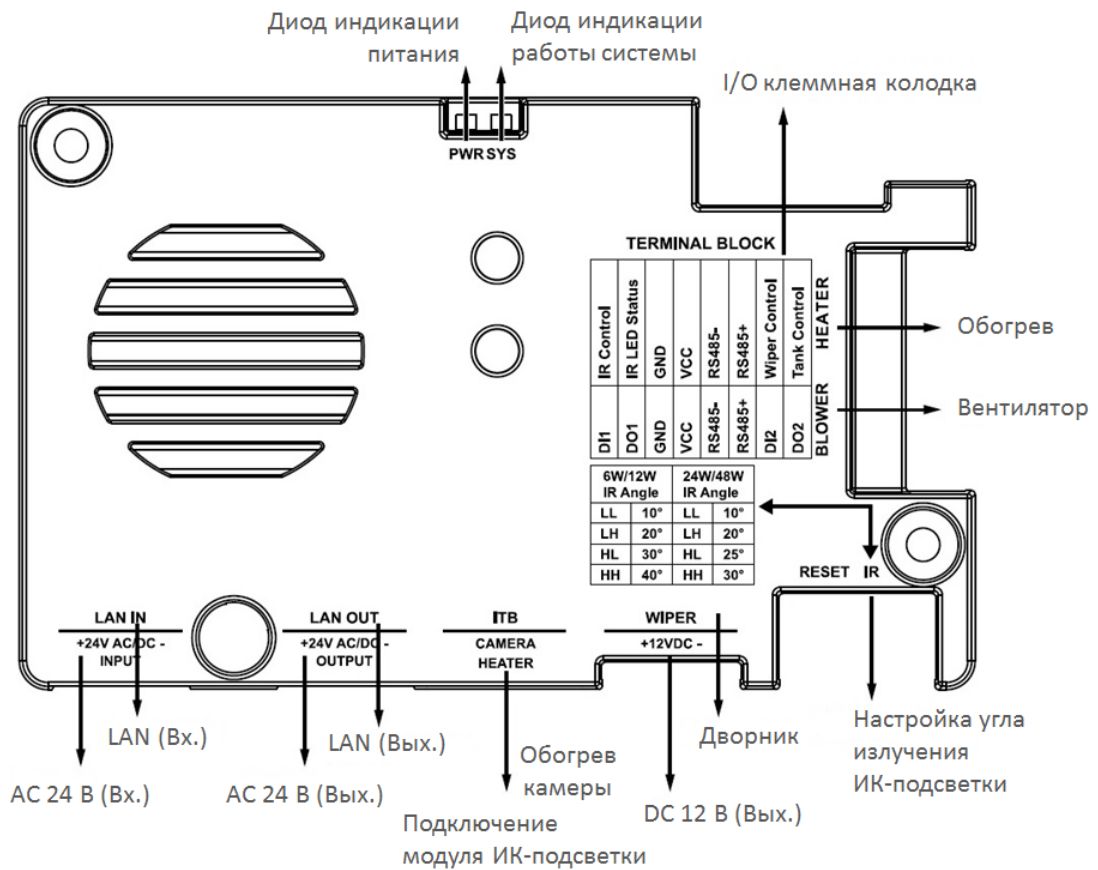 Диод индикации
питания
Диод индикации
работы системы
I/O клеммная колодка
PWR SYS
TERMINAL BLOCK
IR Control
IR LED Status
GND
VCC
RS485-
RS485+
Wiper Control
Tank Control
HEATER
DI1
DO1
GND
VCC
RS485-
RS485+
DI2
DO2
BLOWER
Обогрев
Вентилятор
6W/12W 24W/48W
IR Angle IR Angle
LL 10° LL 10°
LH 20° LH 20°
HL 30° HL 25°
HH 40° HH 30°
RESET IR
LAN IN
+24V AC/DC -
INPUT
LAN OUT
+24V AC/DC -
OUTPUT
ITB
CAMERA
HEATER
WIPER
+12VDC -
LAN (Вх.)
AC 24 В (Вх.)
LAN (Вых.)
AC 24 В (Вых.)
Обогрев
камеры
Подключение
модуля ИК-подсветки
Дворник
DC 12 В (Вых.)
Настройка угла
излучения
ИК-подсветки